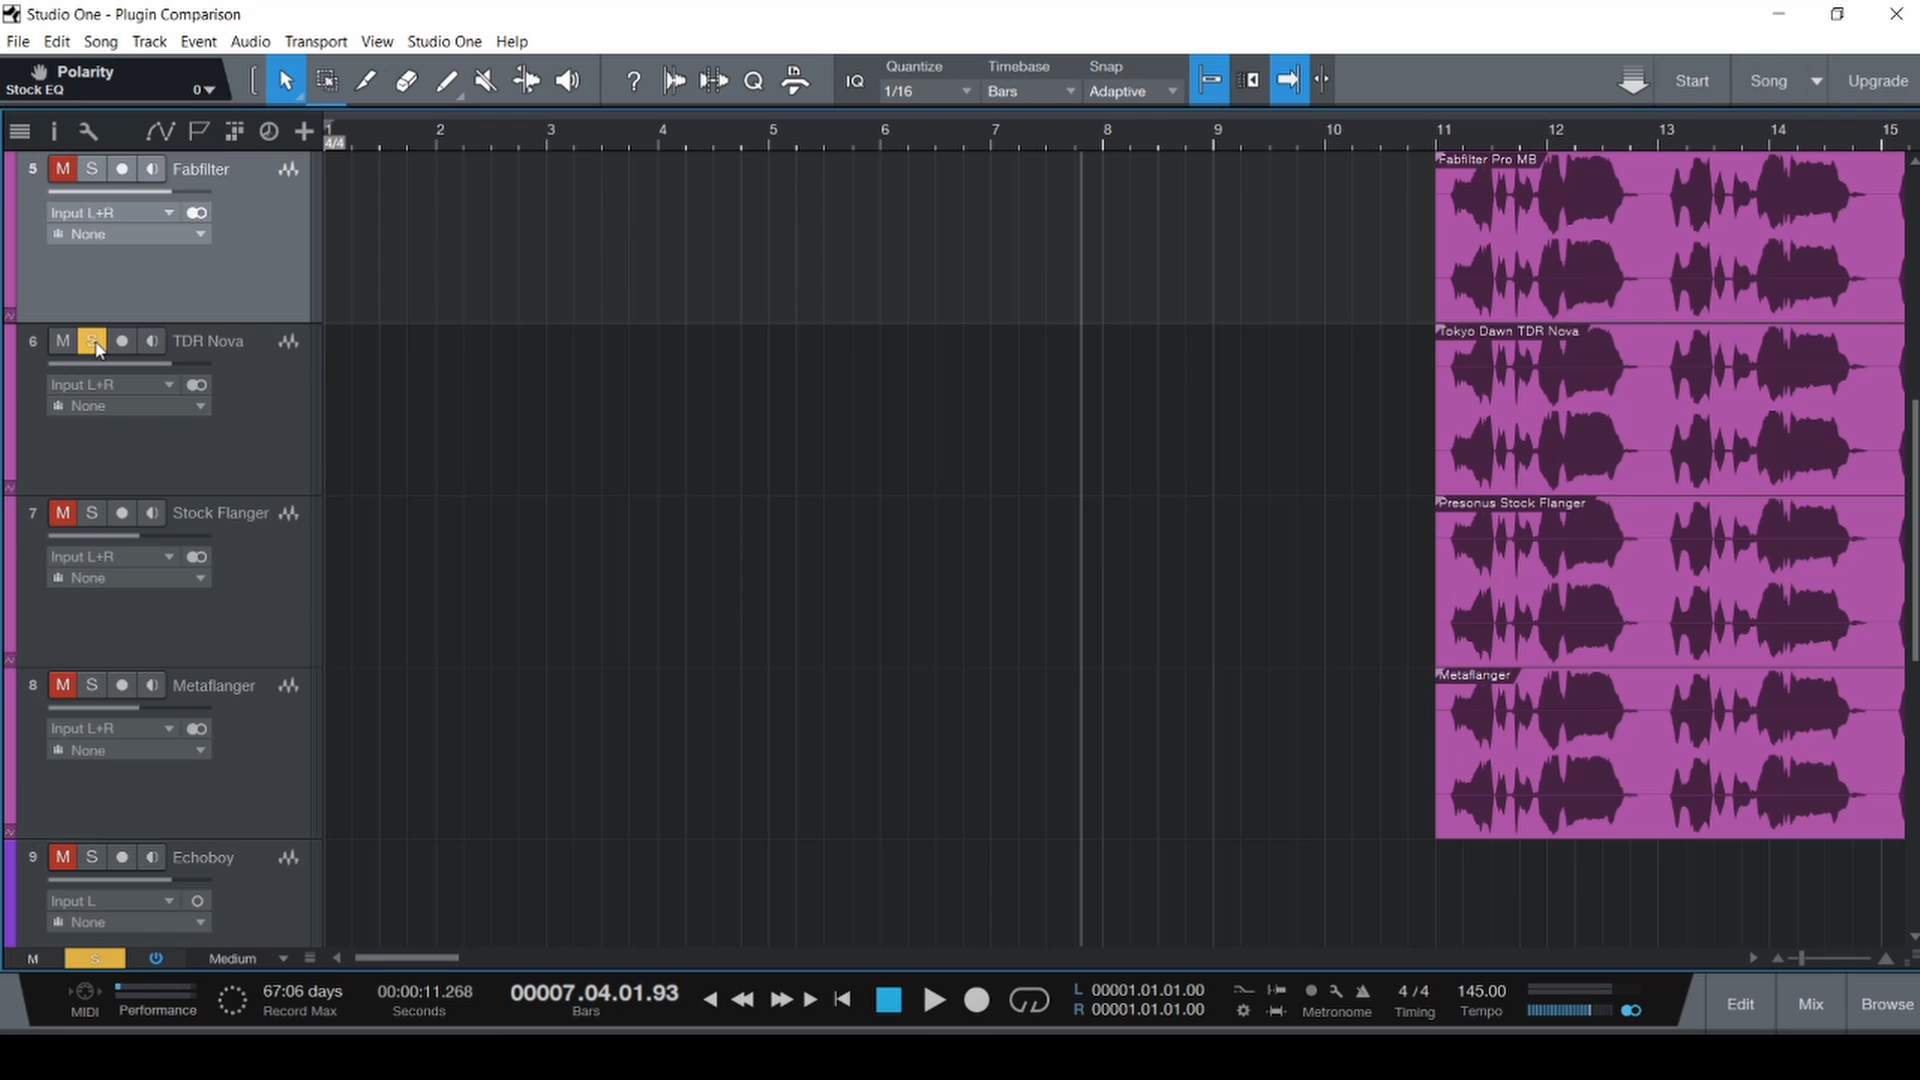 Studio One - Plugin Comparison
File Edit Song Track Event Audio Transport View Studio One Help
Polarity
Stock EQ 0
? Q IQ
Quantize Timebase Snap
1/16 Bars Adaptive
Start Song Upgrade
1 2 3 4 5 6 7 8 9 10 11 12 13 14 15
4/4
5 M S Fabfilter
Input L+R
None
Fabfilter Pro MB
6 M S TDR Nova
Input L+R
None
Tokyo Dawn TDR Nova
7 M S Stock Flanger
Input L+R
None
Presonus Stock Flanger
8 M S Metaflanger
Input L+R
None
Metaflanger
9 M S Echoboy
Input L
None
M S Medium
MIDI
Performance
67:06 days
Record Max
00:00:11.268
Seconds
00007.04.01.93
Bars
L 00001.01.01.00
R 00001.01.01.00
Metronome
4 / 4
Timing
145.00
Tempo
Edit Mix Browse